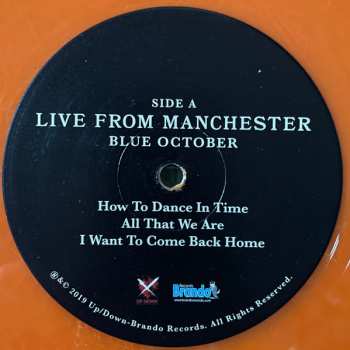 SIDE A
LIVE FROM MANCHESTER
BLUE OCTOBER
How To Dance In Time
All That We Are
I Want To Come Back Home
Records
Brando
℗&© 2019 Up/Down-Brando Records. All Rights Reserved.